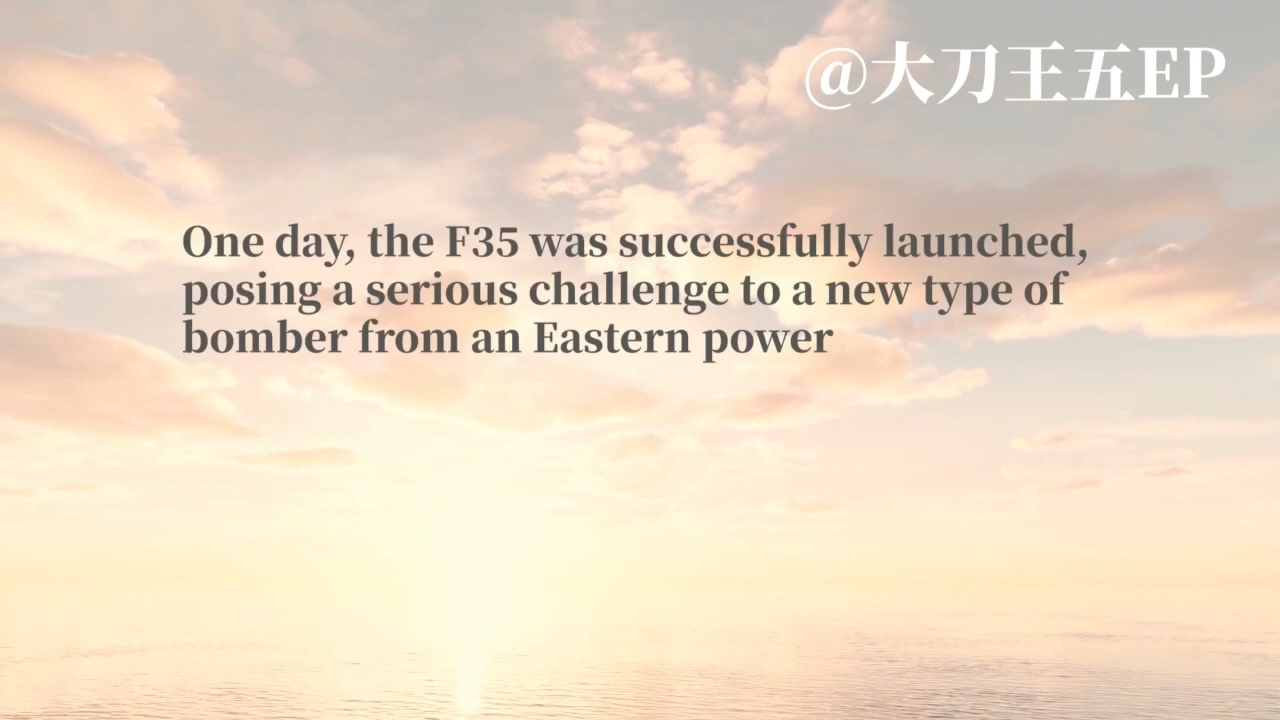 @大刀王五EP
One day, the F35 was successfully launched,
posing a serious challenge to a new type of
bomber from an Eastern power